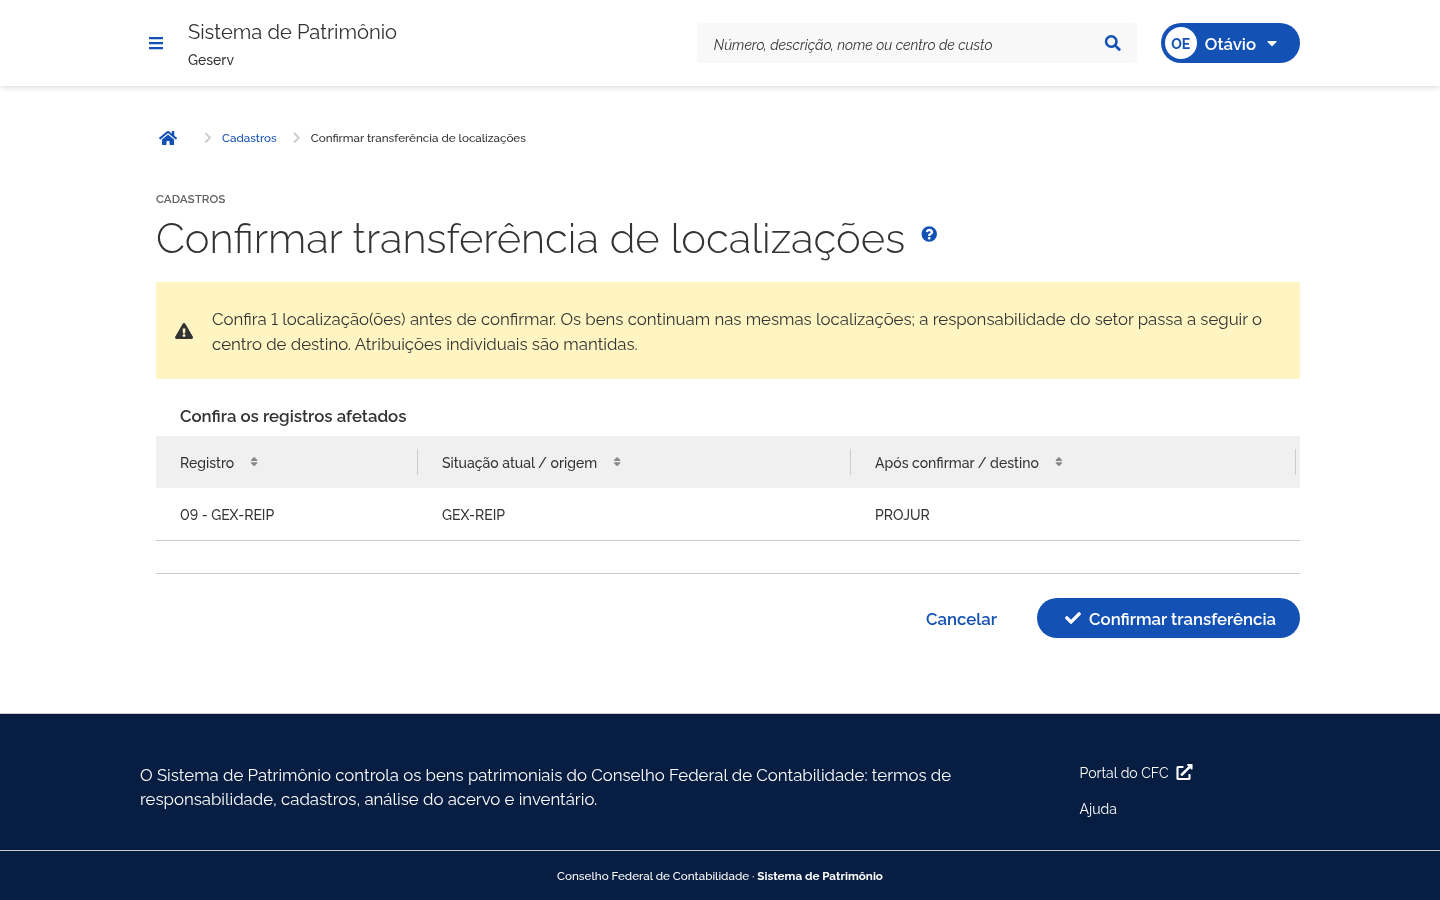 Sistema de Patrimônio
Geserv
Número, descrição, nome ou centro de custo
OE
Otávio
Cadastros
Confirmar transferência de localizações
CADASTROS
Confirmar transferência de localizações
Confira 1 localização(ões) antes de confirmar. Os bens continuam nas mesmas localizações; a responsabilidade do setor passa a seguir o
centro de destino. Atribuições individuais são mantidas.
Confira os registros afetados
Registro
Situação atual / origem
Após confirmar / destino
09 - GEX-REIP
GEX-REIP
PROJUR
Cancelar
Confirmar transferência
O Sistema de Patrimônio controla os bens patrimoniais do Conselho Federal de Contabilidade: termos de
responsabilidade, cadastros, análise do acervo e inventário.
Portal do CFC
Ajuda
Conselho Federal de Contabilidade · Sistema de Patrimônio